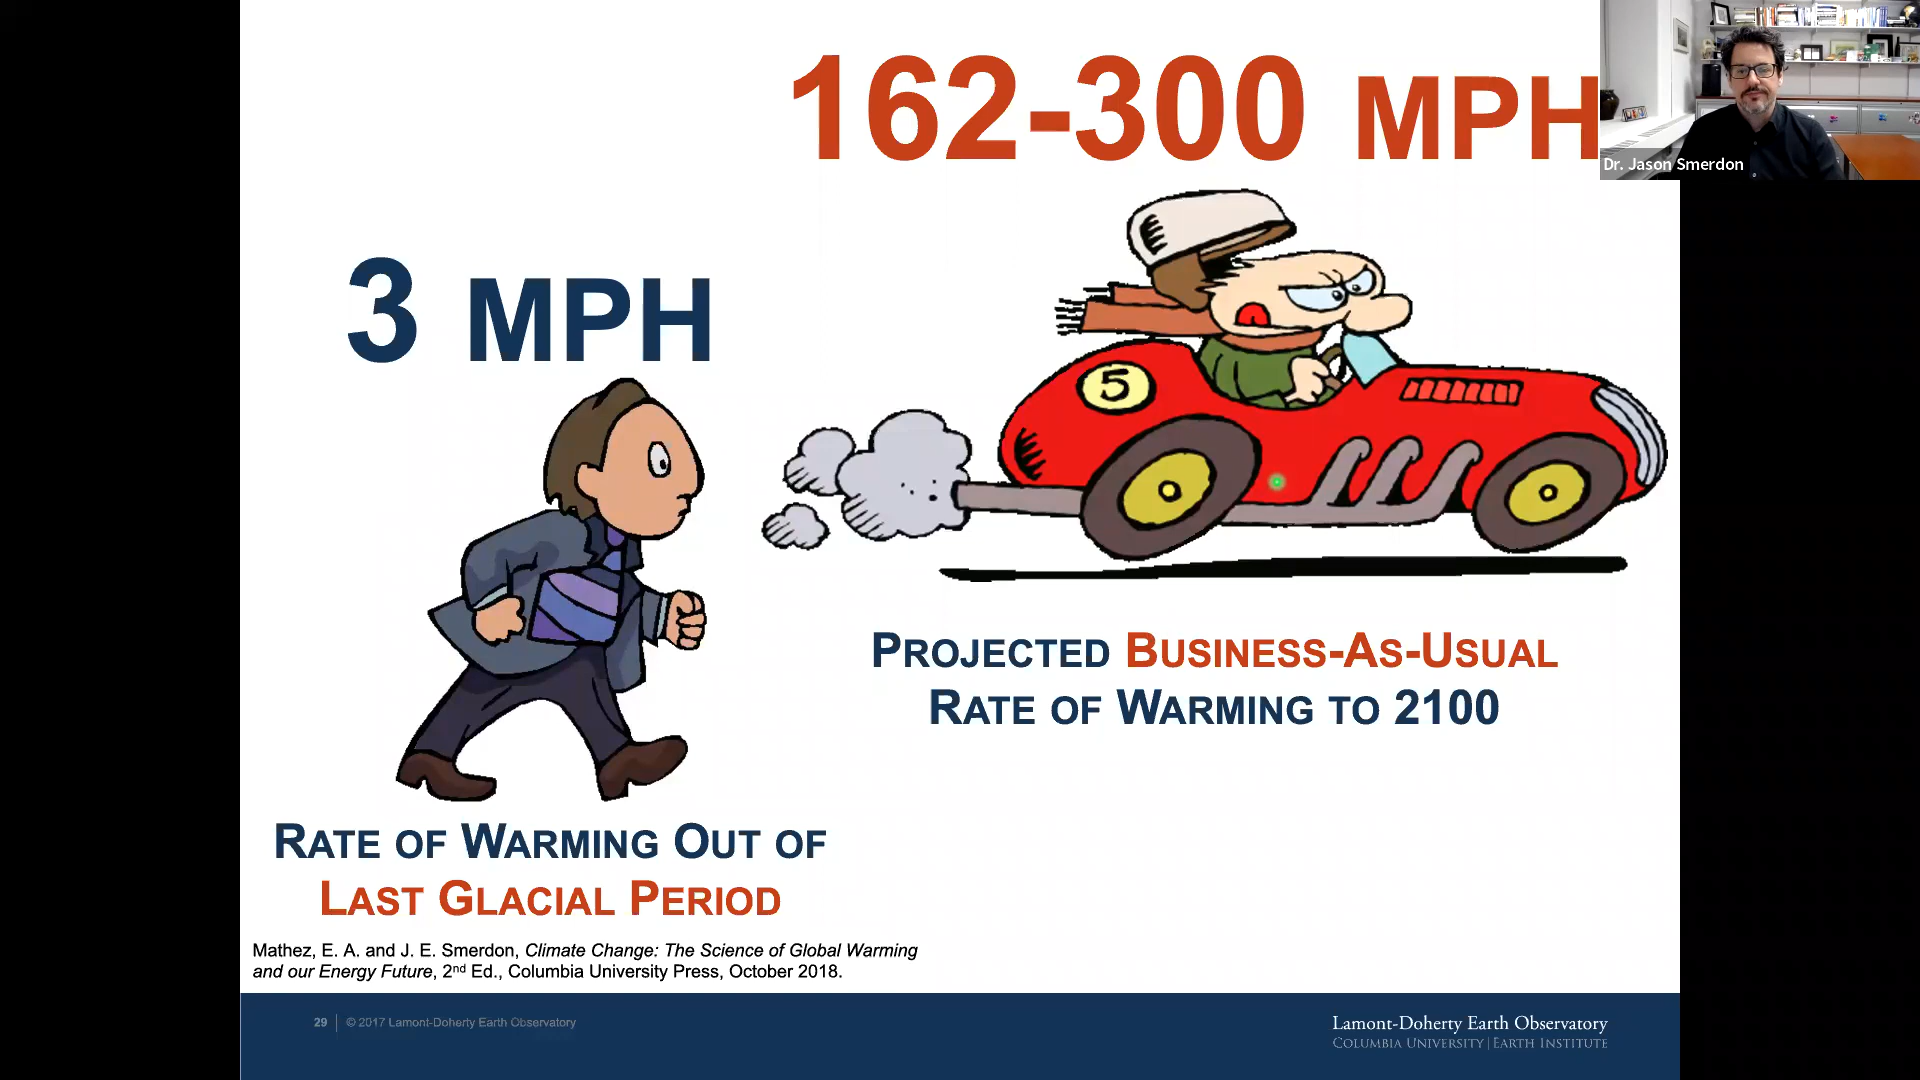 162-300 MPH
Dr. Jason Smerdon
3 MPH
5
PROJECTED BUSINESS-AS-USUAL
RATE OF WARMING TO 2100
RATE OF WARMING OUT OF
LAST GLACIAL PERIOD
Mathez, E. A. and J. E. Smerdon, Climate Change: The Science of Global Warming
and our Energy Future, 2nd Ed., Columbia University Press, October 2018.
29 | © 2017 Lamont-Doherty Earth Observatory
Lamont-Doherty Earth Observatory
COLUMBIA UNIVERSITY | EARTH INSTITUTE